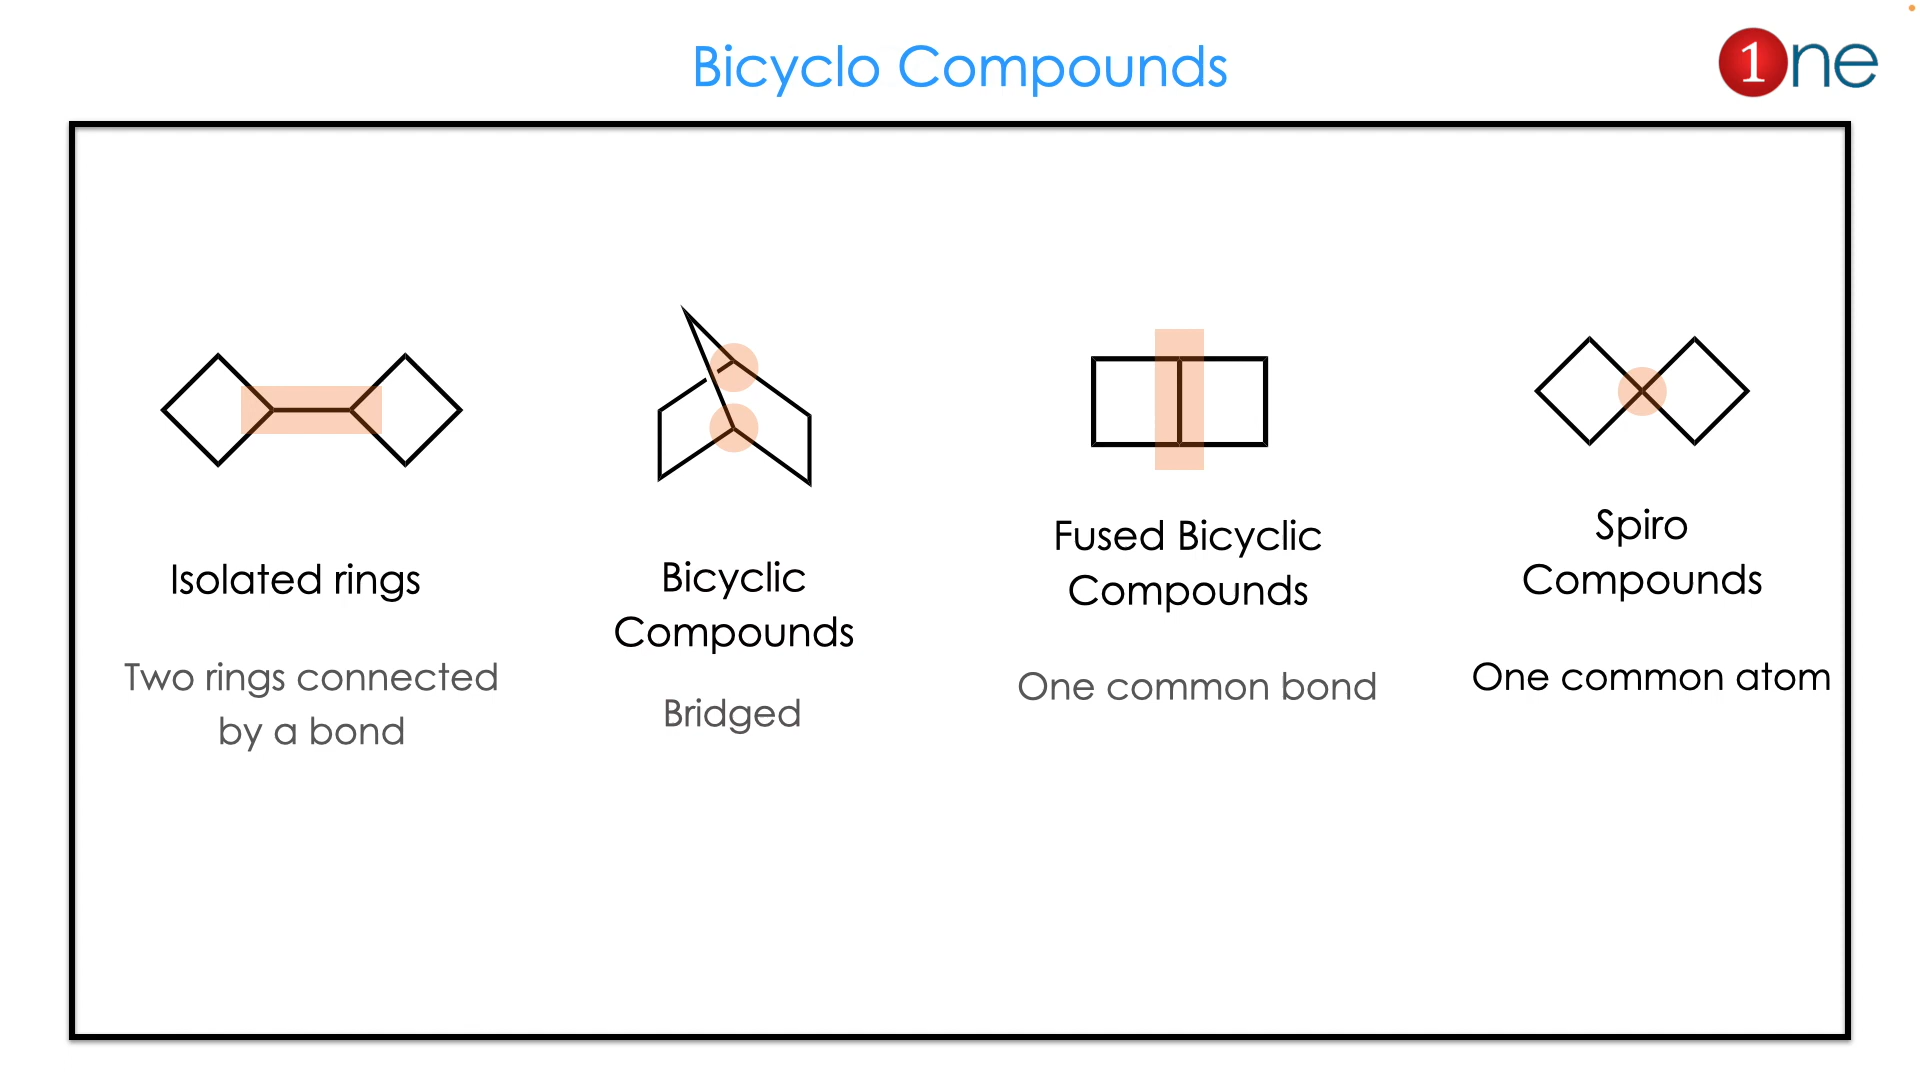 Bicyclo Compounds
1ne
Isolated rings
Two rings connected
by a bond
Bicyclic
Compounds
Bridged
Fused Bicyclic
Compounds
One common bond
Spiro
Compounds
One common atom